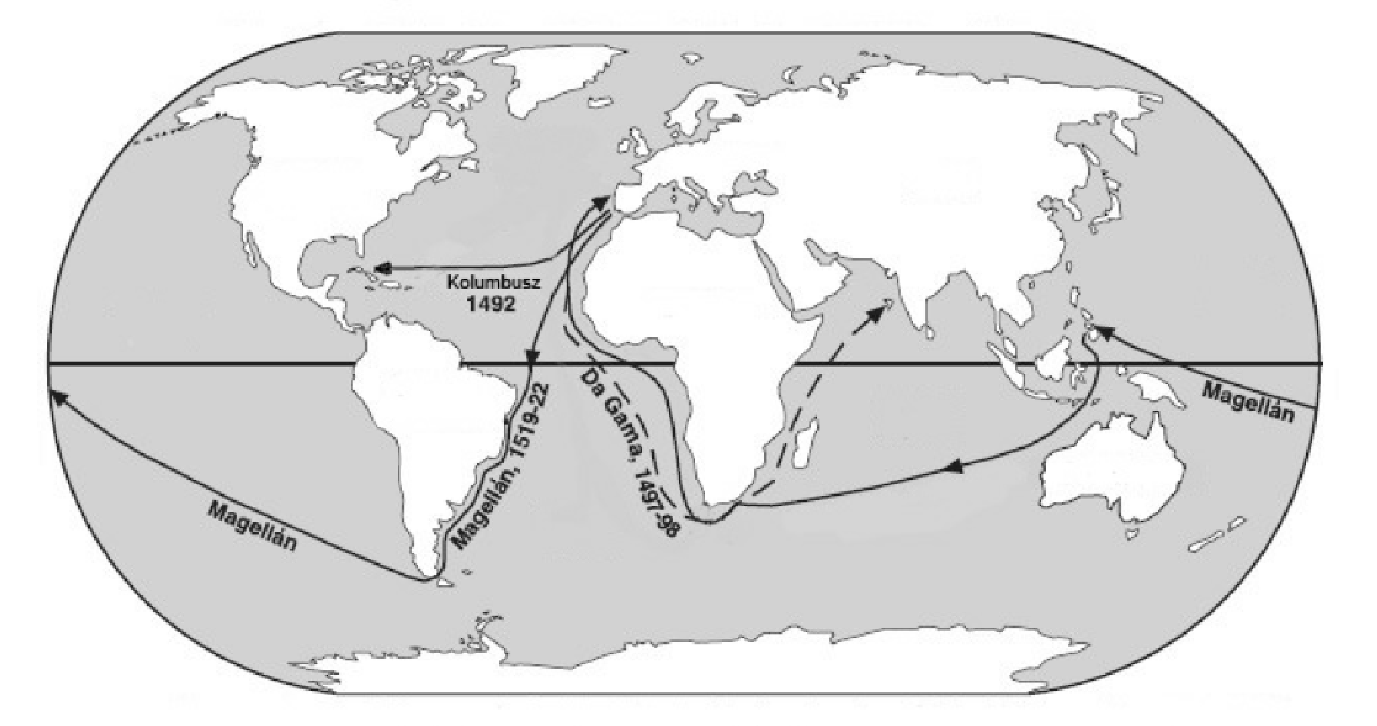 Kolumbusz
1492
Da Gama, 1497-98
Magellán, 1519-22
Magellán
Magellán